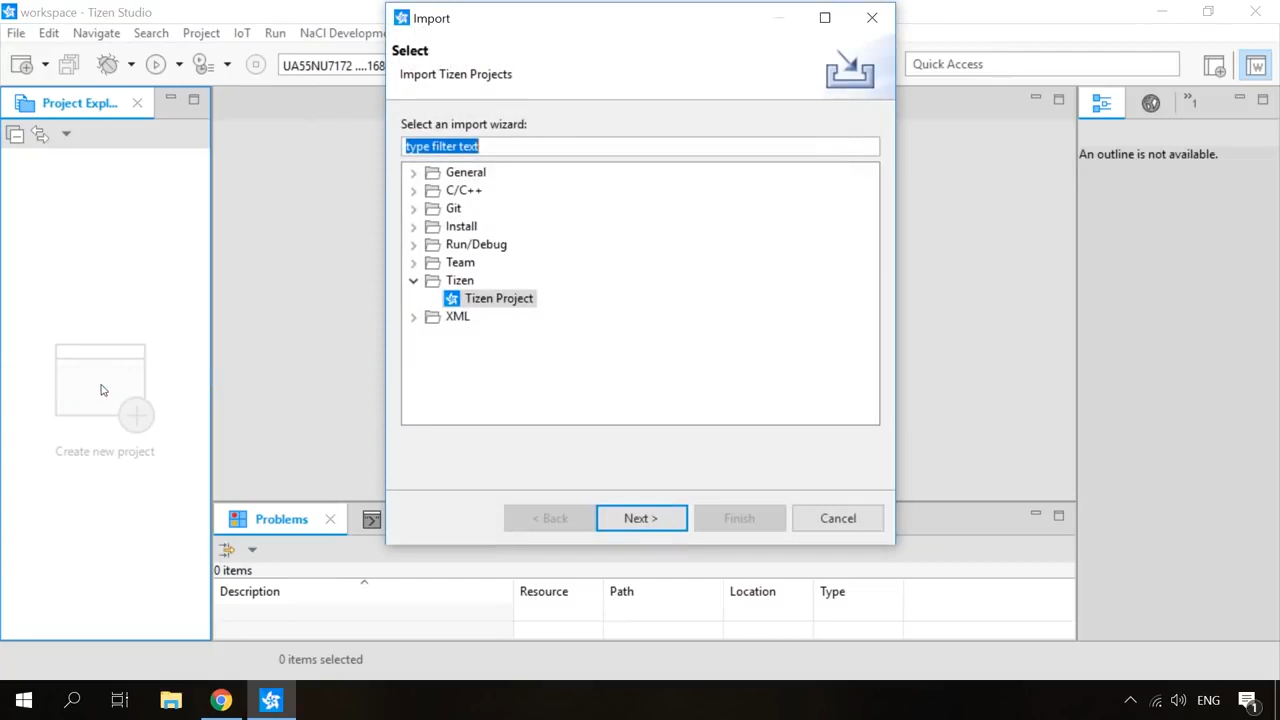 workspace - Tizen Studio
File Edit Navigate Search Project IoT Run NaCl Developm
UA55NU7172 ....168
Quick Access
Project Expl...
Create new project
Import
Select
Import Tizen Projects
Select an import wizard:
type filter text
General
C/C++
Git
Install
Run/Debug
Team
Tizen
Tizen Project
XML
< Back Next > Finish Cancel
1
An outline is not available.
Problems
0 items
Description Resource Path Location Type
0 items selected
ENG
1